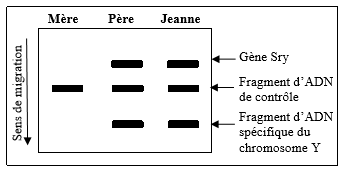 Mère Père Jeanne
Sens de migration
Gène Sry
Fragment d’ADN
de contrôle
Fragment d’ADN
spécifique du
chromosome Y